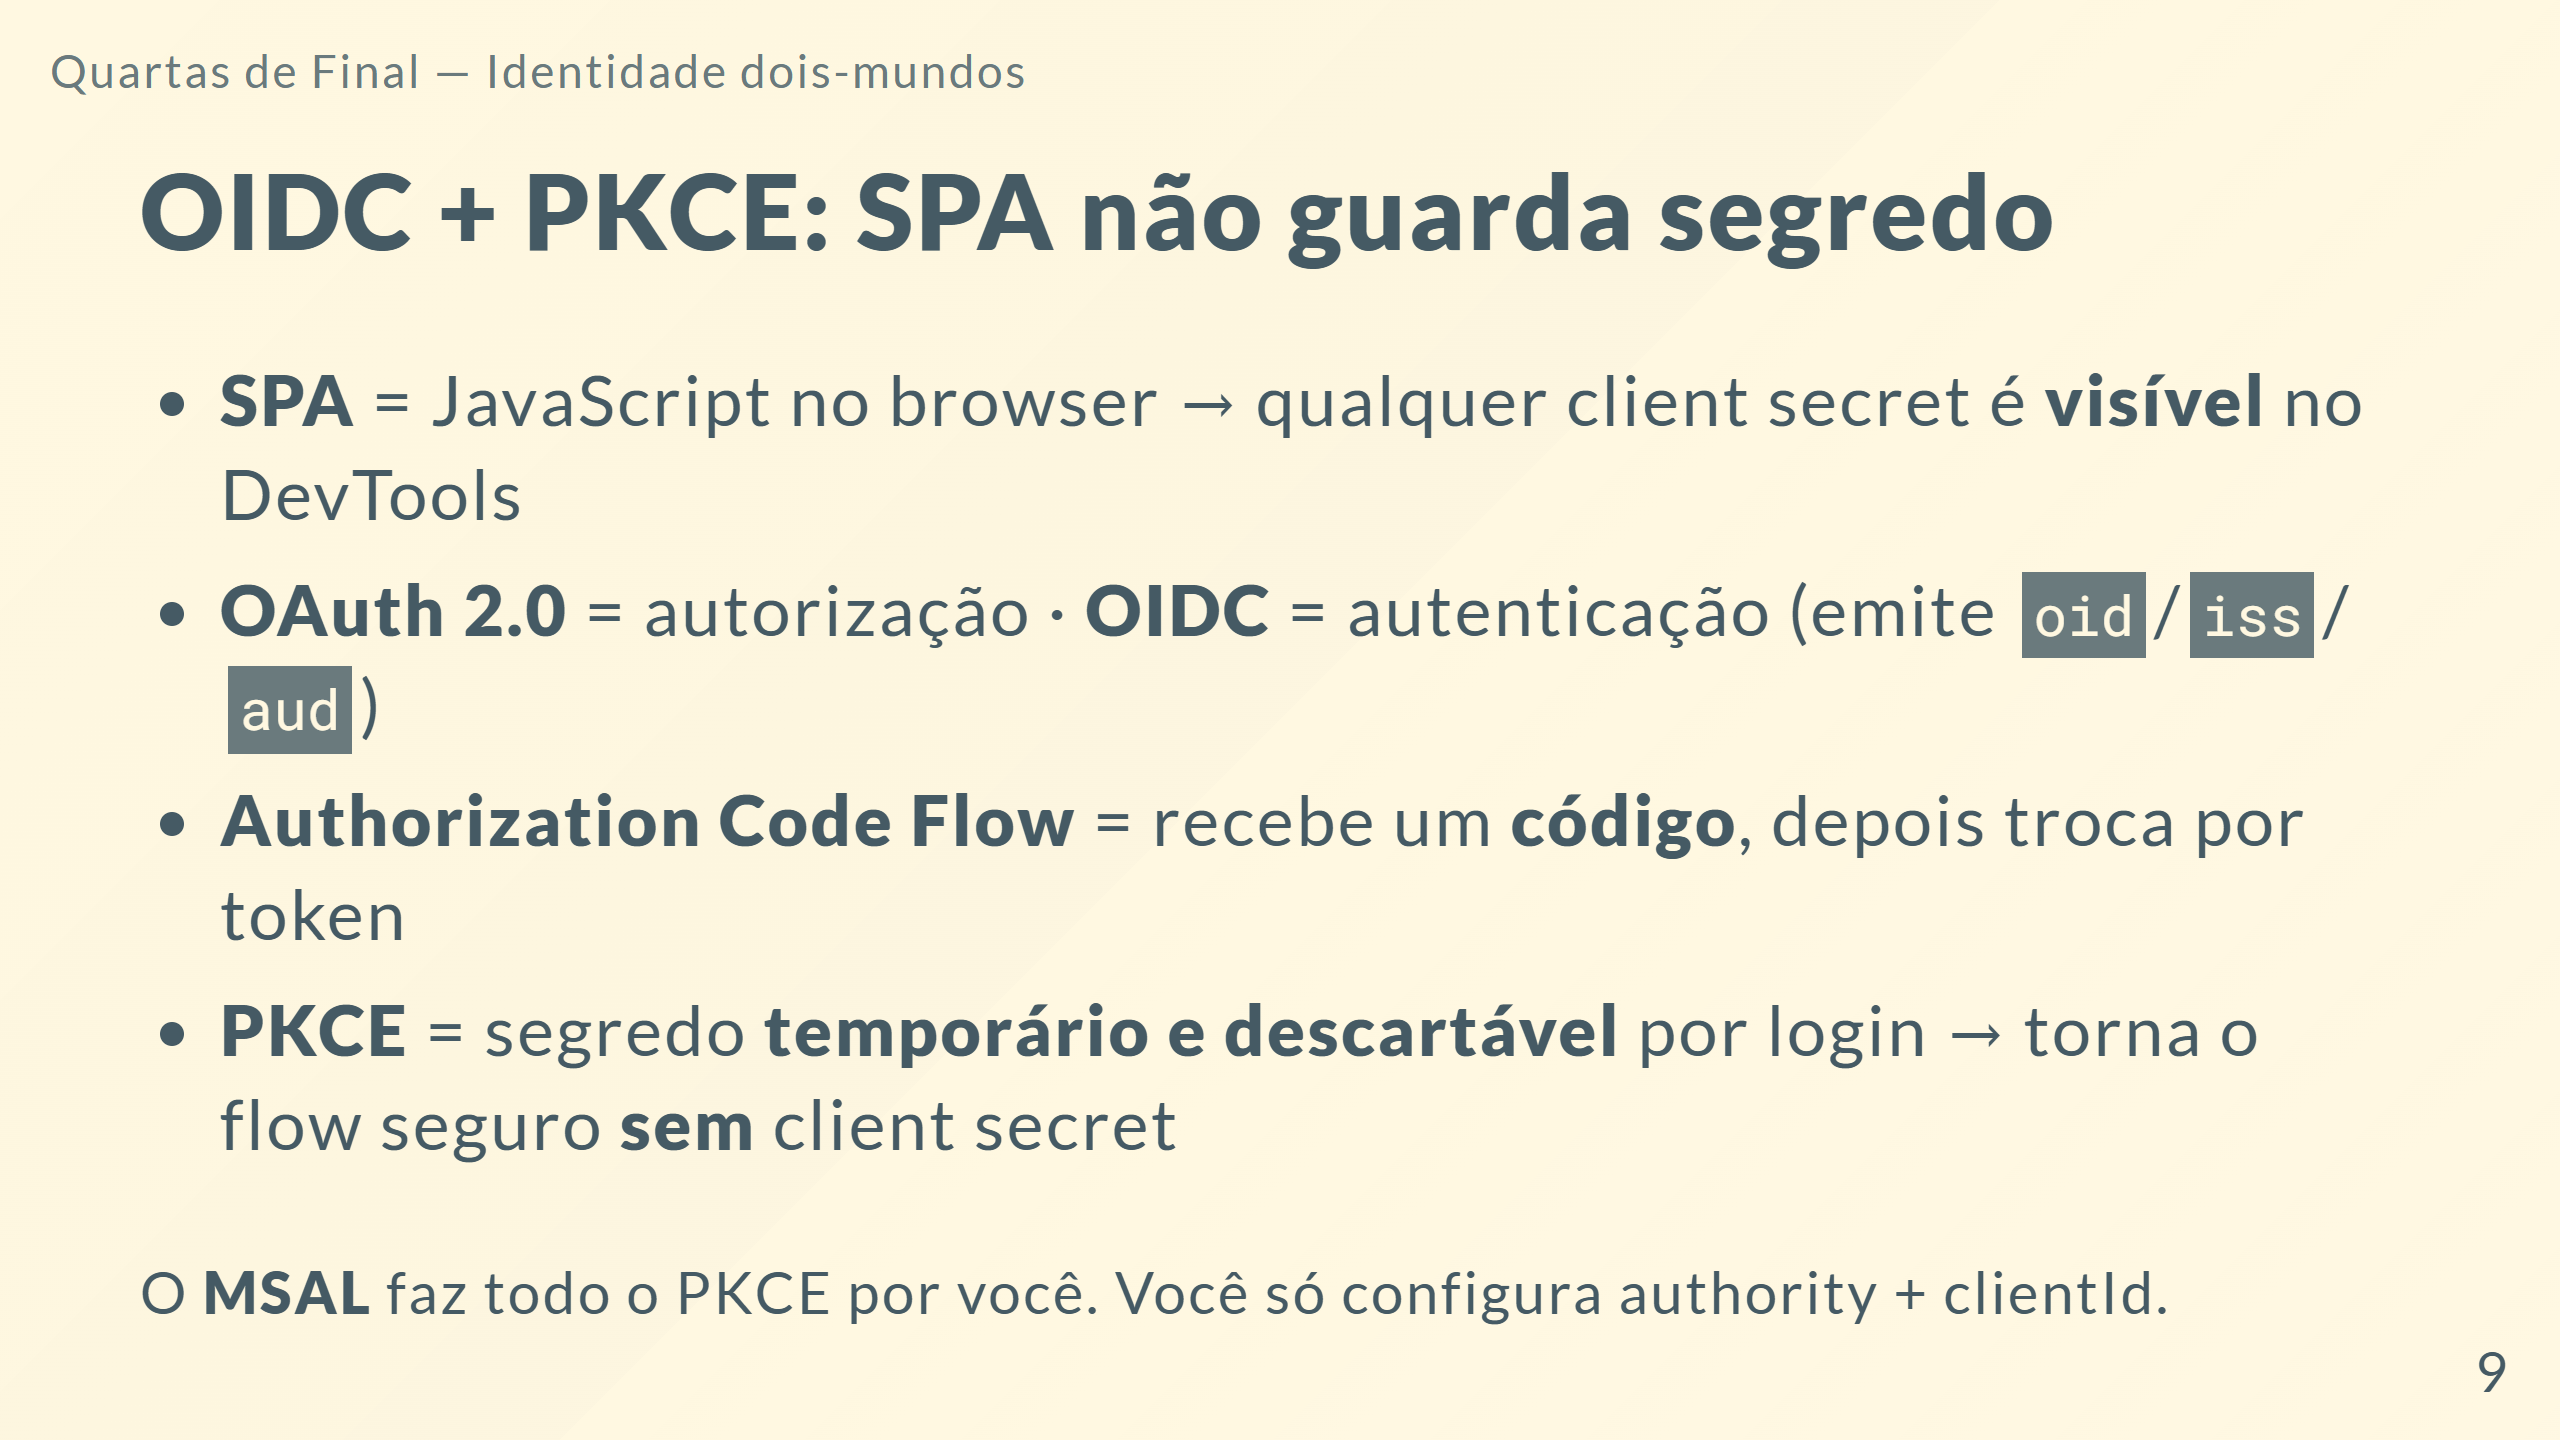 Quartas de Final — Identidade dois-mundos
OIDC + PKCE: SPA não guarda segredo
• SPA = JavaScript no browser → qualquer client secret é visível no
DevTools
• OAuth 2.0 = autorização · OIDC = autenticação (emite oid/iss/
aud)
• Authorization Code Flow = recebe um código, depois troca por
token
• PKCE = segredo temporário e descartável por login → torna o
flow seguro sem client secret
O MSAL faz todo o PKCE por você. Você só configura authority + clientId.
9